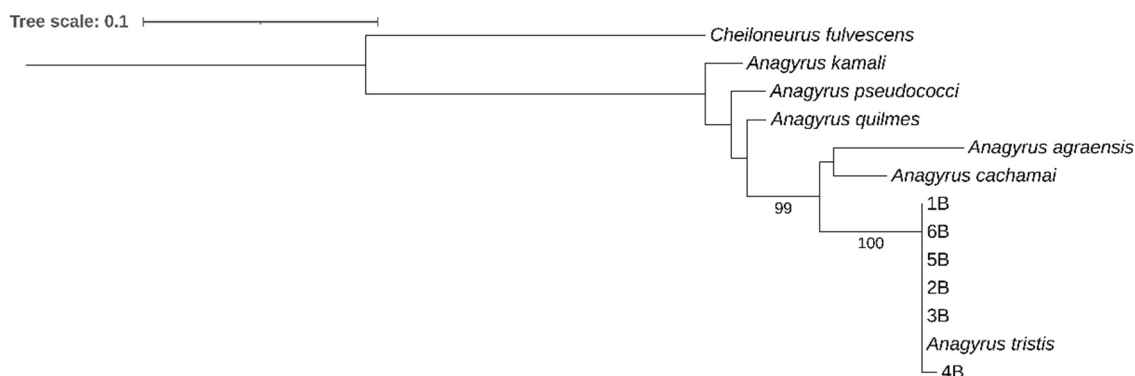 Tree scale: 0.1
Cheiloneurus fulvescens
Anagyrus kamali
Anagyrus pseudococci
Anagyrus quilmes
Anagyrus agraensis
Anagyrus cachamai
1B
99
6B
100
5B
2B
3B
Anagyrus tristis
4B